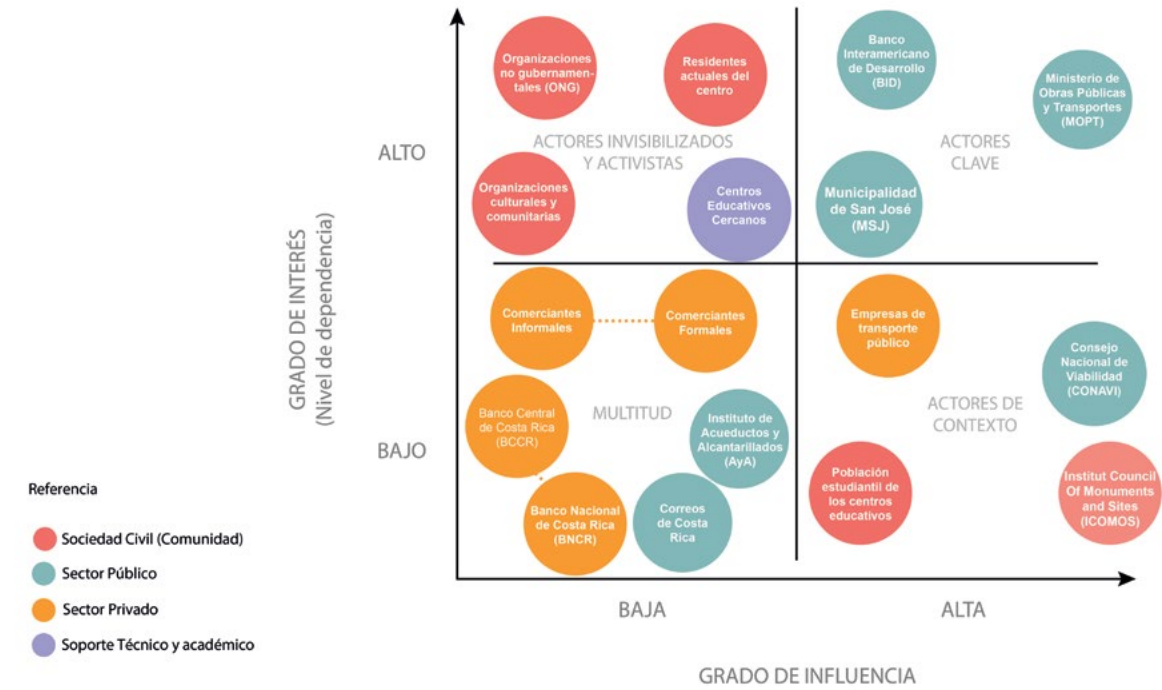 Organizaciones
no gubernamen-
tales (ONG)
Residentes
actuales del
centro
Banco
Interamericano
de Desarrollo
(BID)
Ministerio de
Obras Públicas
y Transportes
(MOPT)
ALTO
ACTORES INVISIBILIZADOS
Y ACTIVISTAS
ACTORES
CLAVE
Organizaciones
culturales y
comunitarias
Centros
Educativos
Cercanos
Municipalidad
de San José
(MSJ)
GRADO DE INTERÉS
(Nivel de dependencia)
Comerciantes
Informales
Comerciantes
Formales
Empresas de
transporte
público
Consejo
Nacional de
Viabilidad
(CONAVI)
Banco Central
de Costa Rica
(BCCR)
MULTITUD
Instituto de
Acueductos y
Alcantarillados
(AyA)
ACTORES DE
CONTEXTO
BAJO
Banco Nacional
de Costa Rica
(BNCR)
Correos
de Costa
Rica
Población
estudiantil de
los centros
educativos
Institut Council
Of Monuments
and Sites
(ICOMOS)
Referencia
Sociedad Civil (Comunidad)
Sector Público
Sector Privado
Soporte Técnico y académico
BAJA
ALTA
GRADO DE INFLUENCIA